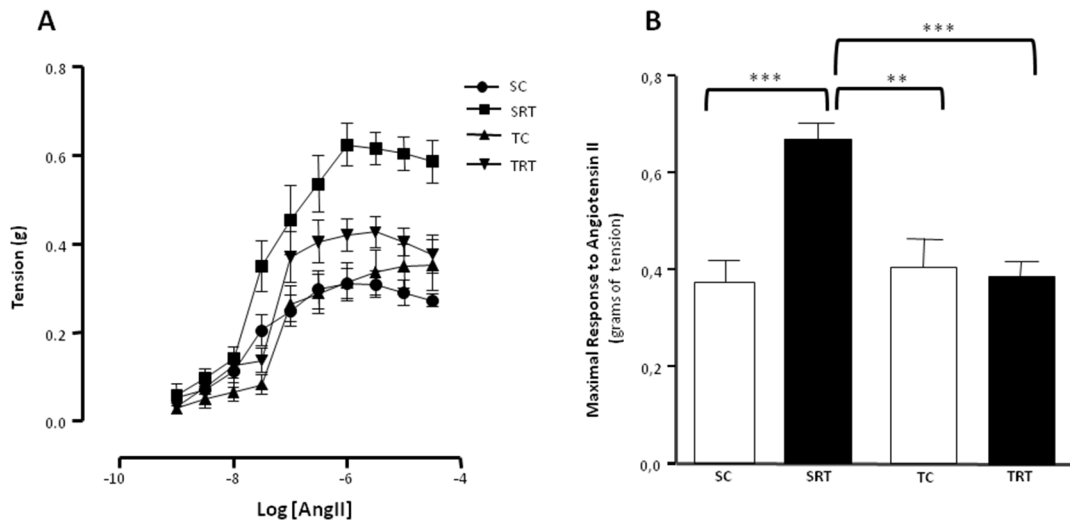 A
0.8
0.6
0.4
0.2
0.0
Tension (g)
-10
-8
-6
-4
Log [AngII]
SC
SRT
TC
TRT
B
***
***
**
0,8
0,6
0,4
0,2
0,0
Maximal Response to Angiotensin II
(grams of tension)
SC
SRT
TC
TRT